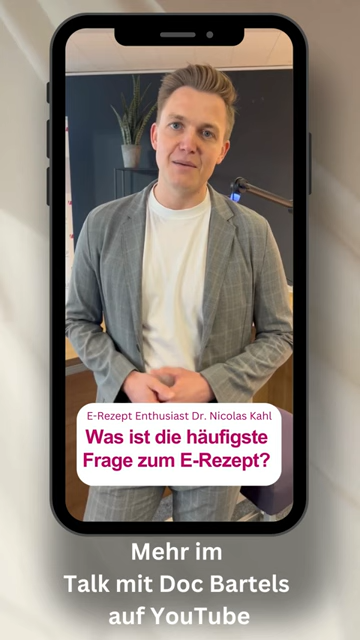 E-Rezept Enthusiast Dr. Nicolas Kahl
Was ist die häufigste
Frage zum E-Rezept?
Mehr im
Talk mit Doc Bartels
auf YouTube